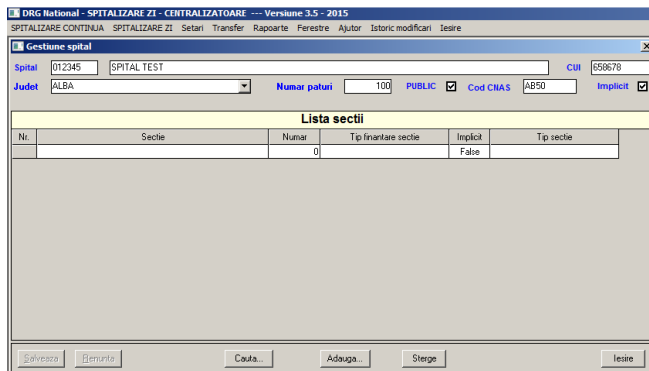 DRG National - SPITALIZARE ZI - CENTRALIZATOARE --- Versiune 3.5 - 2015
SPITALIZARE CONTINUA SPITALIZARE ZI Setari Transfer Rapoarte Ferestre Ajutor Istoric modificari Iesire
Gestiune spital
Spital 012345 SPITAL TEST CUI 658678
Judet ALBA Numar paturi 100 PUBLIC Cod CNAS AB50 Implicit
Lista sectii
Nr. Sectie Numar Tip finantare sectie Implicit Tip sectie
0 False
Salveaza Renunta Cauta... Adauga... Sterge Iesire